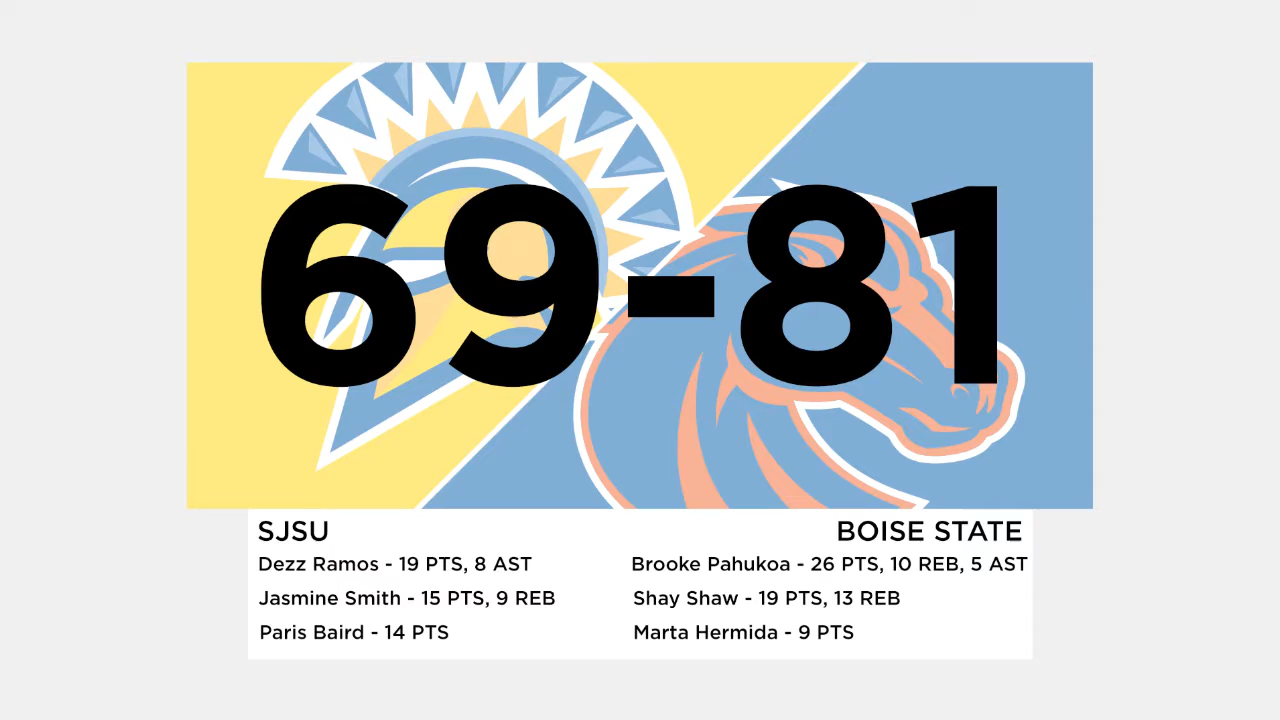 69-81
SJSU
Dezz Ramos - 19 PTS, 8 AST
Jasmine Smith - 15 PTS, 9 REB
Paris Baird - 14 PTS
BOISE STATE
Brooke Pahukoa - 26 PTS, 10 REB, 5 AST
Shay Shaw - 19 PTS, 13 REB
Marta Hermida - 9 PTS